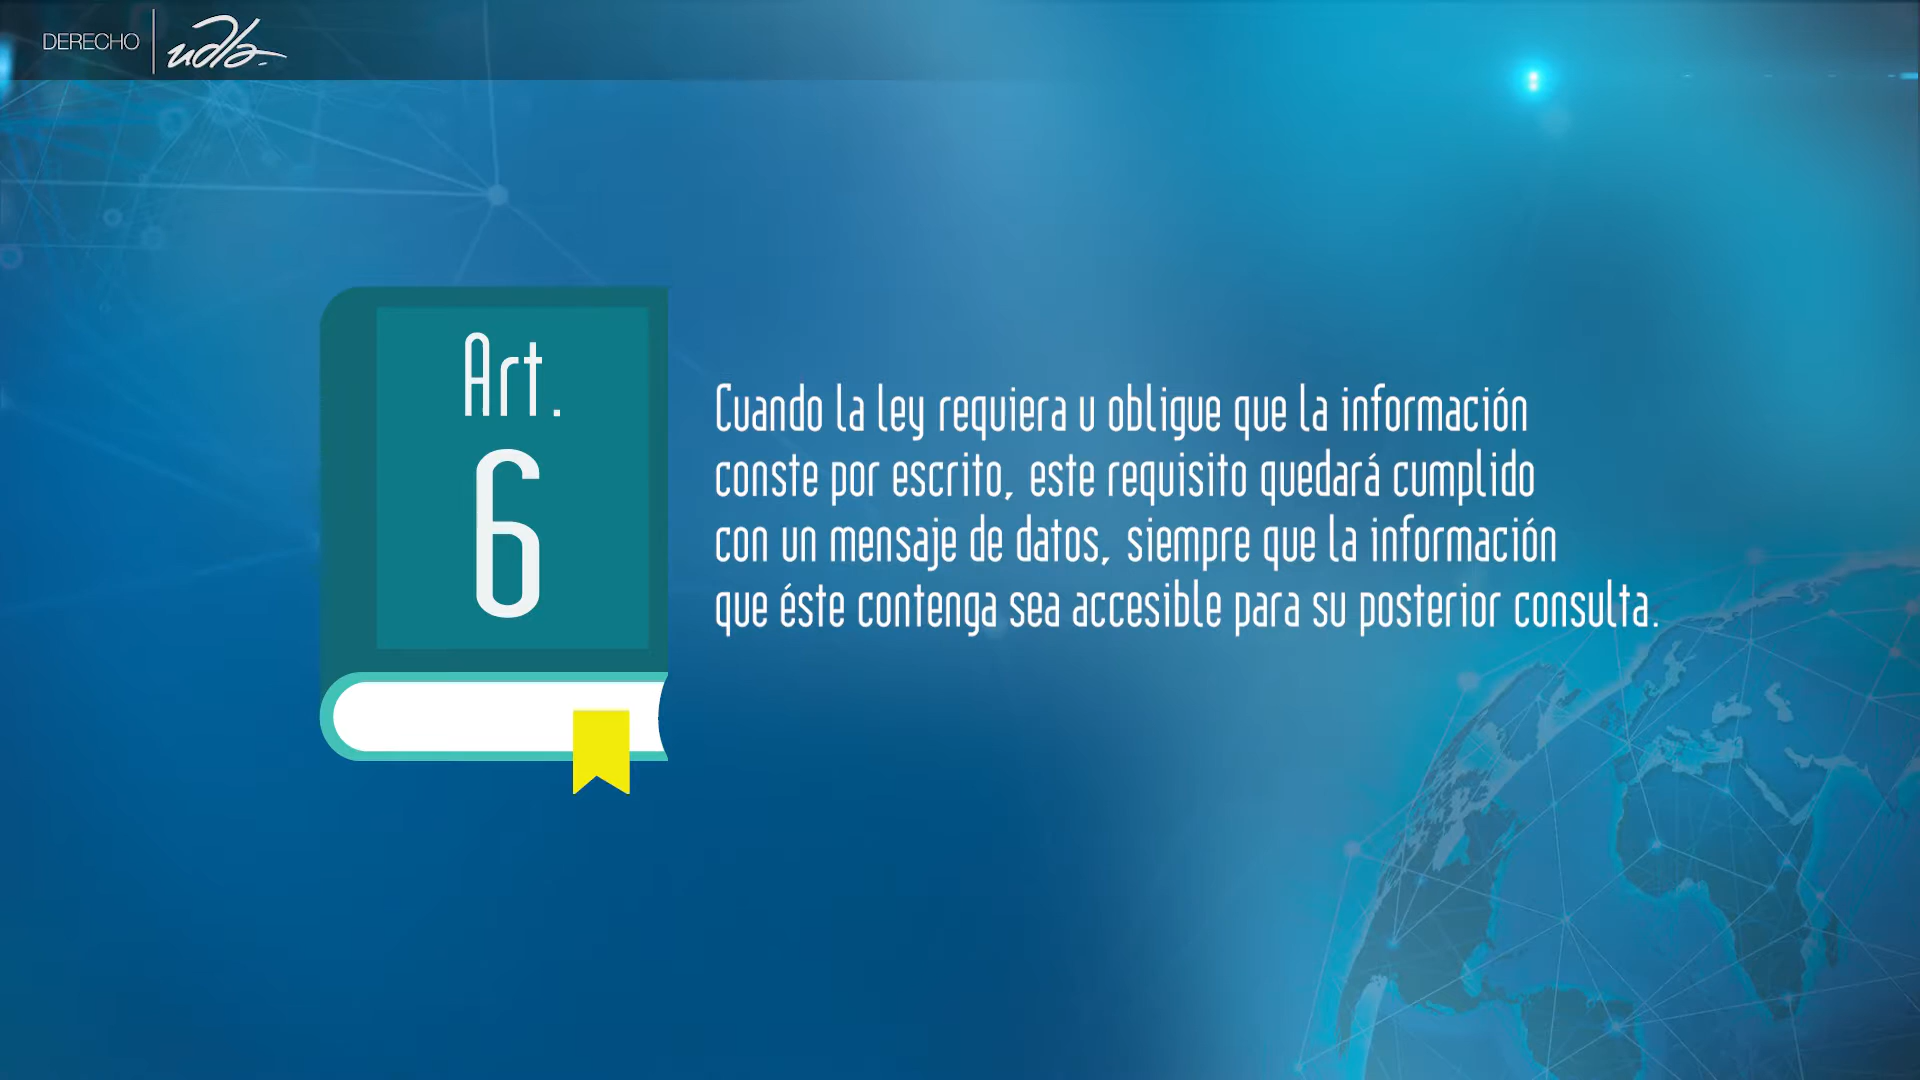 DERECHO
udla-
Art.
6
Cuando la ley requiera u obligue que la información
conste por escrito, este requisito quedará cumplido
con un mensaje de datos, siempre que la información
que éste contenga sea accesible para su posterior consulta.